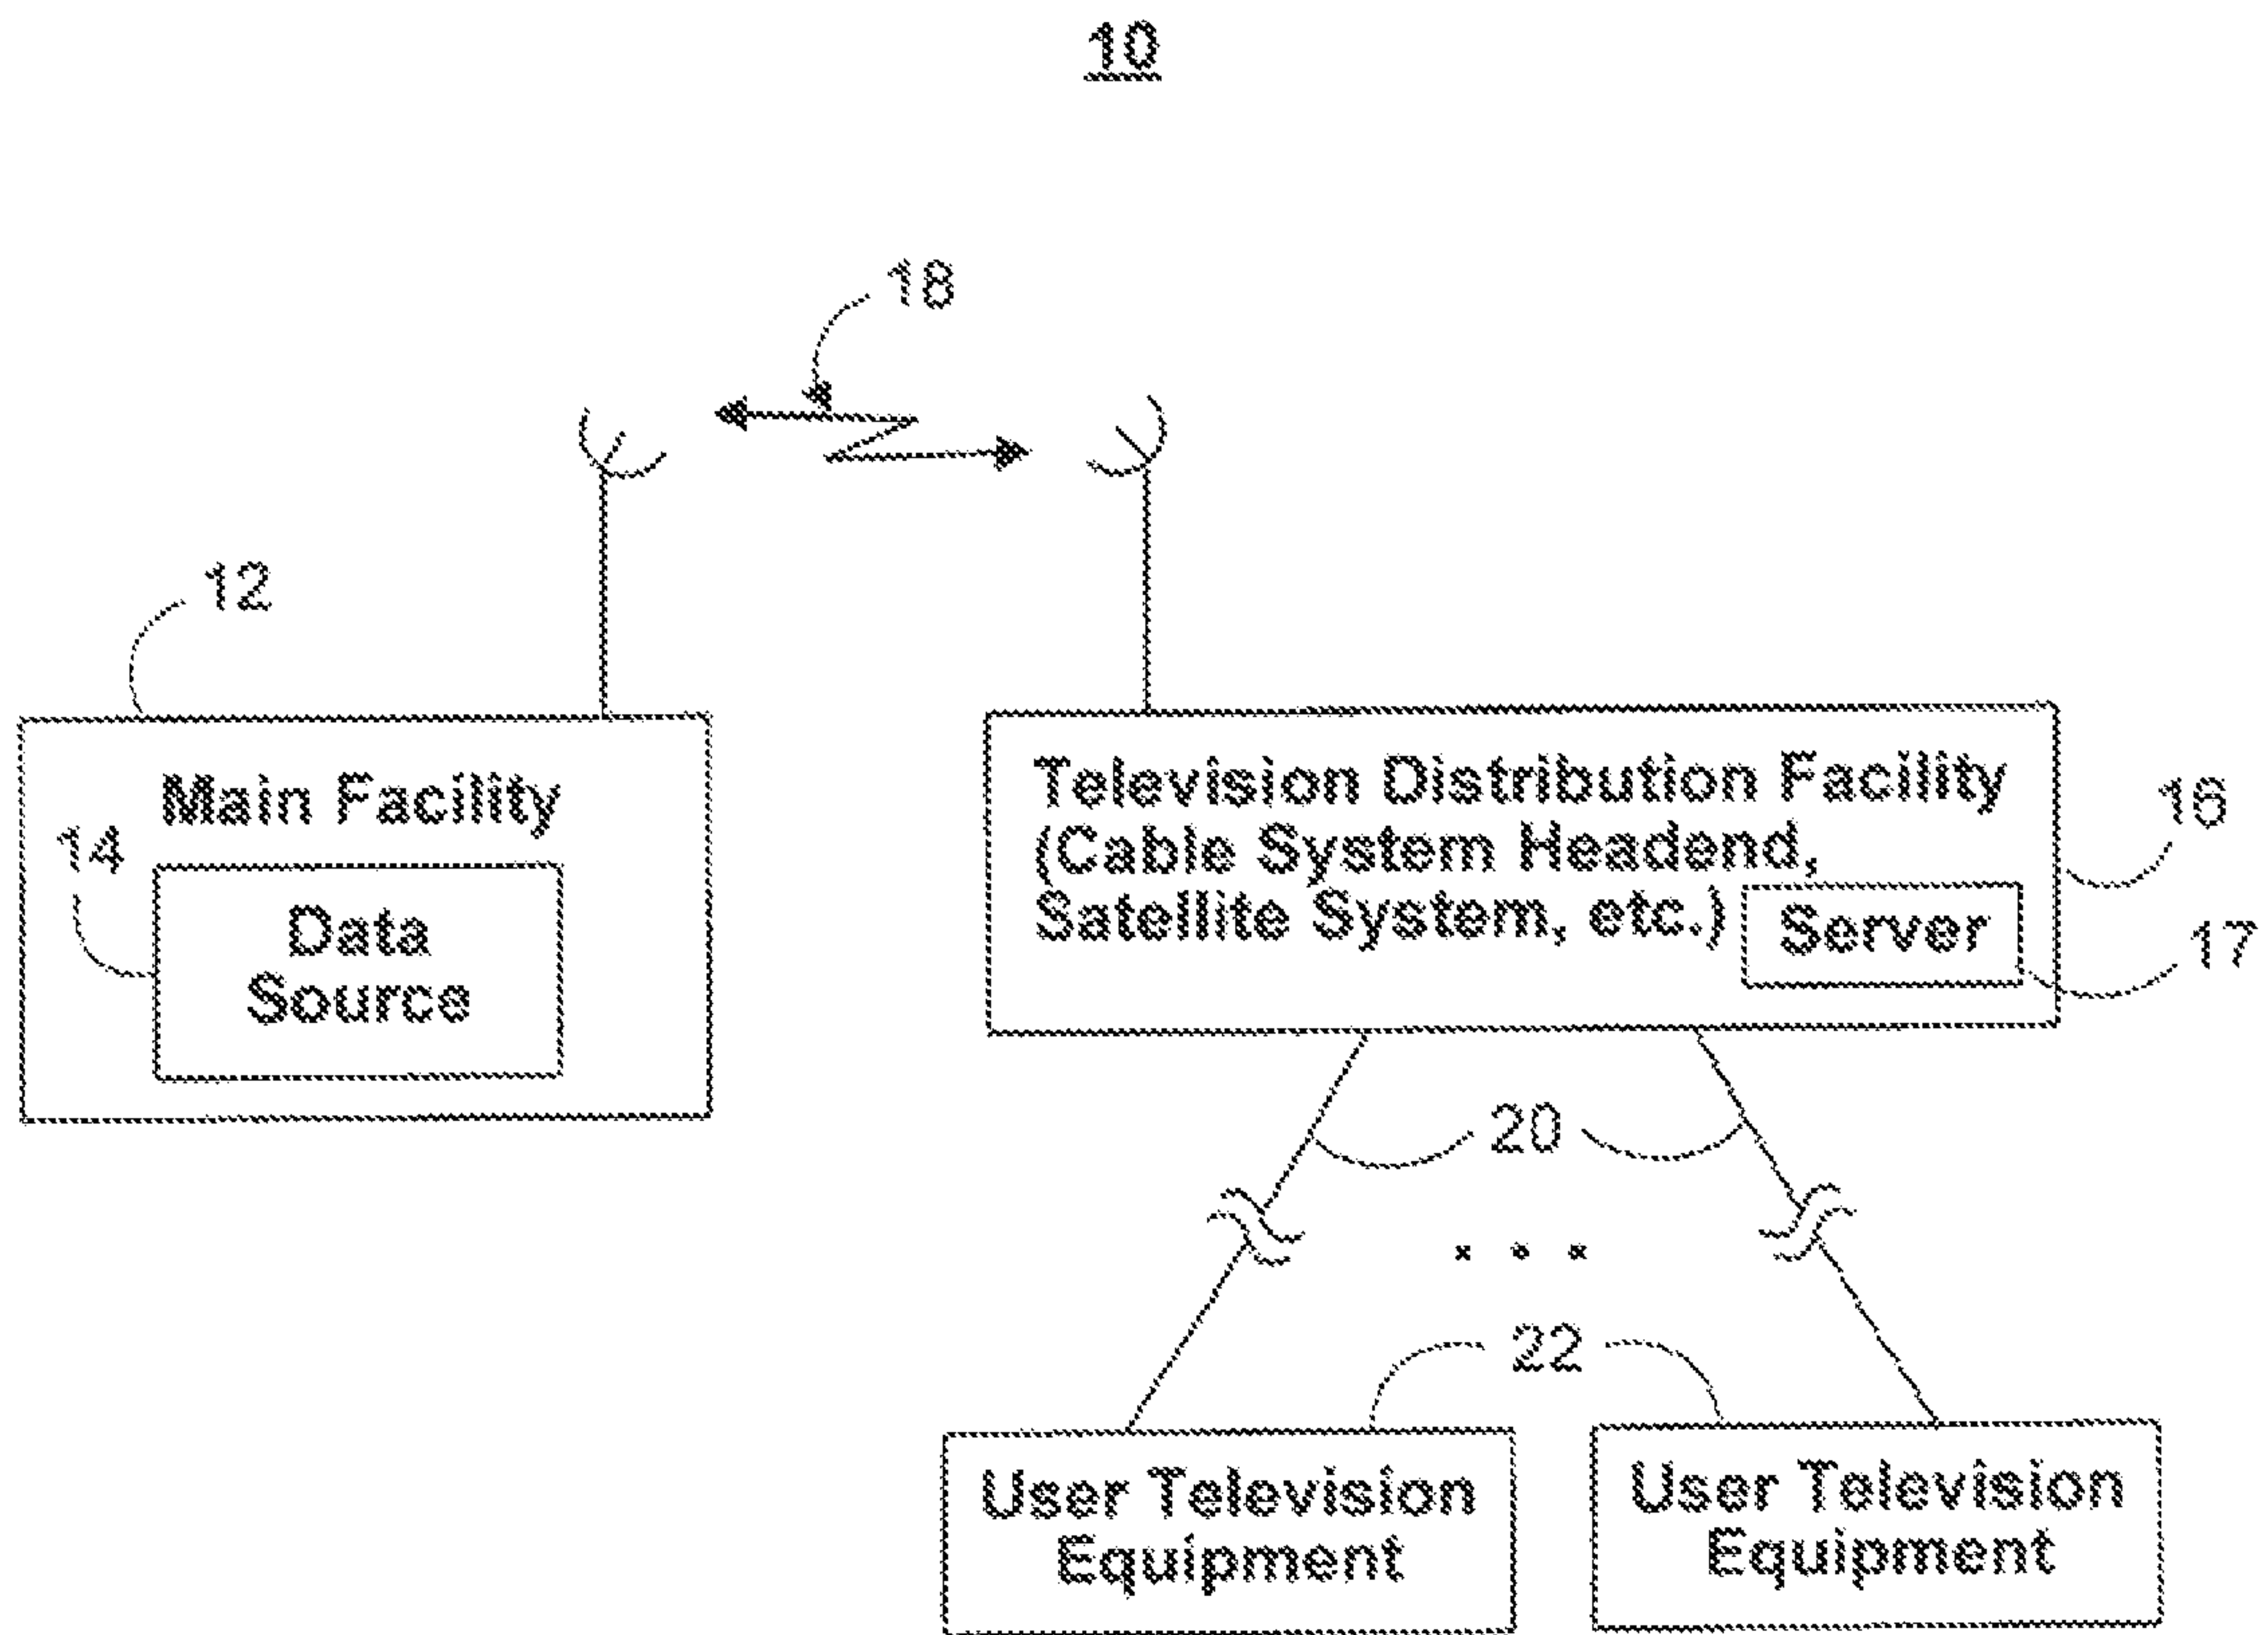 10
18
12
Main Facility
14
Data
Source
Television Distribution Facility
(Cable System Headend,
Satellite System, etc.)
Server
16
17
20
. . .
22
User Television
Equipment
User Television
Equipment